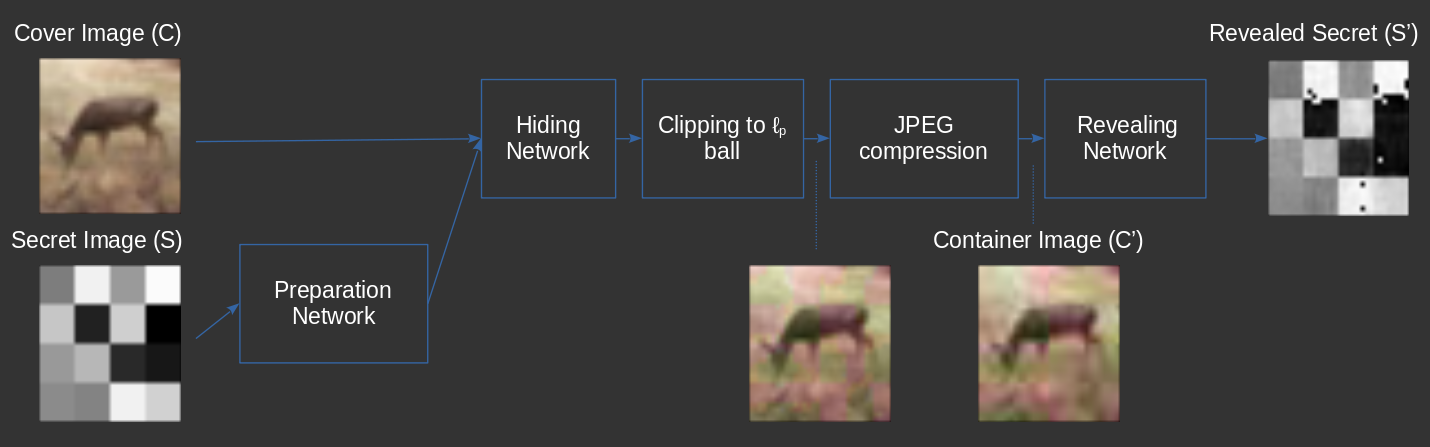 Cover Image (C)
Revealed Secret (S’)
Hiding
Network
Clipping to ℓp
ball
JPEG
compression
Revealing
Network
Secret Image (S)
Preparation
Network
Container Image (C’)